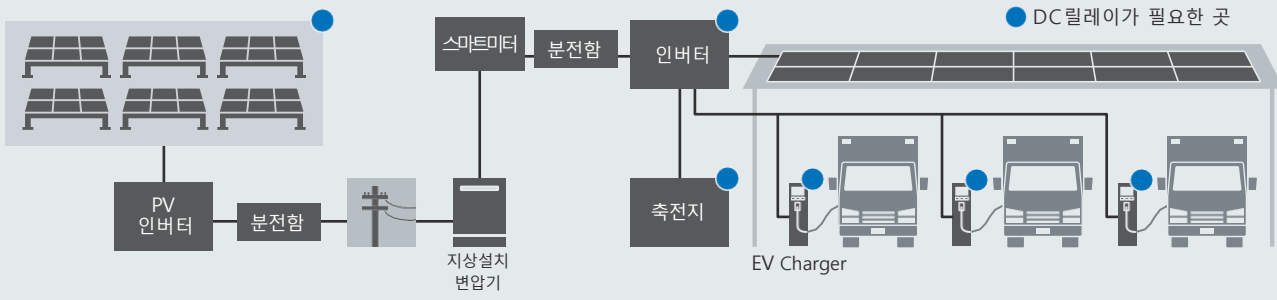 DC릴레이가 필요한 곳
스마트미터
분전함
인버터
PV
인버터
분전함
지상설치
변압기
축전지
EV Charger